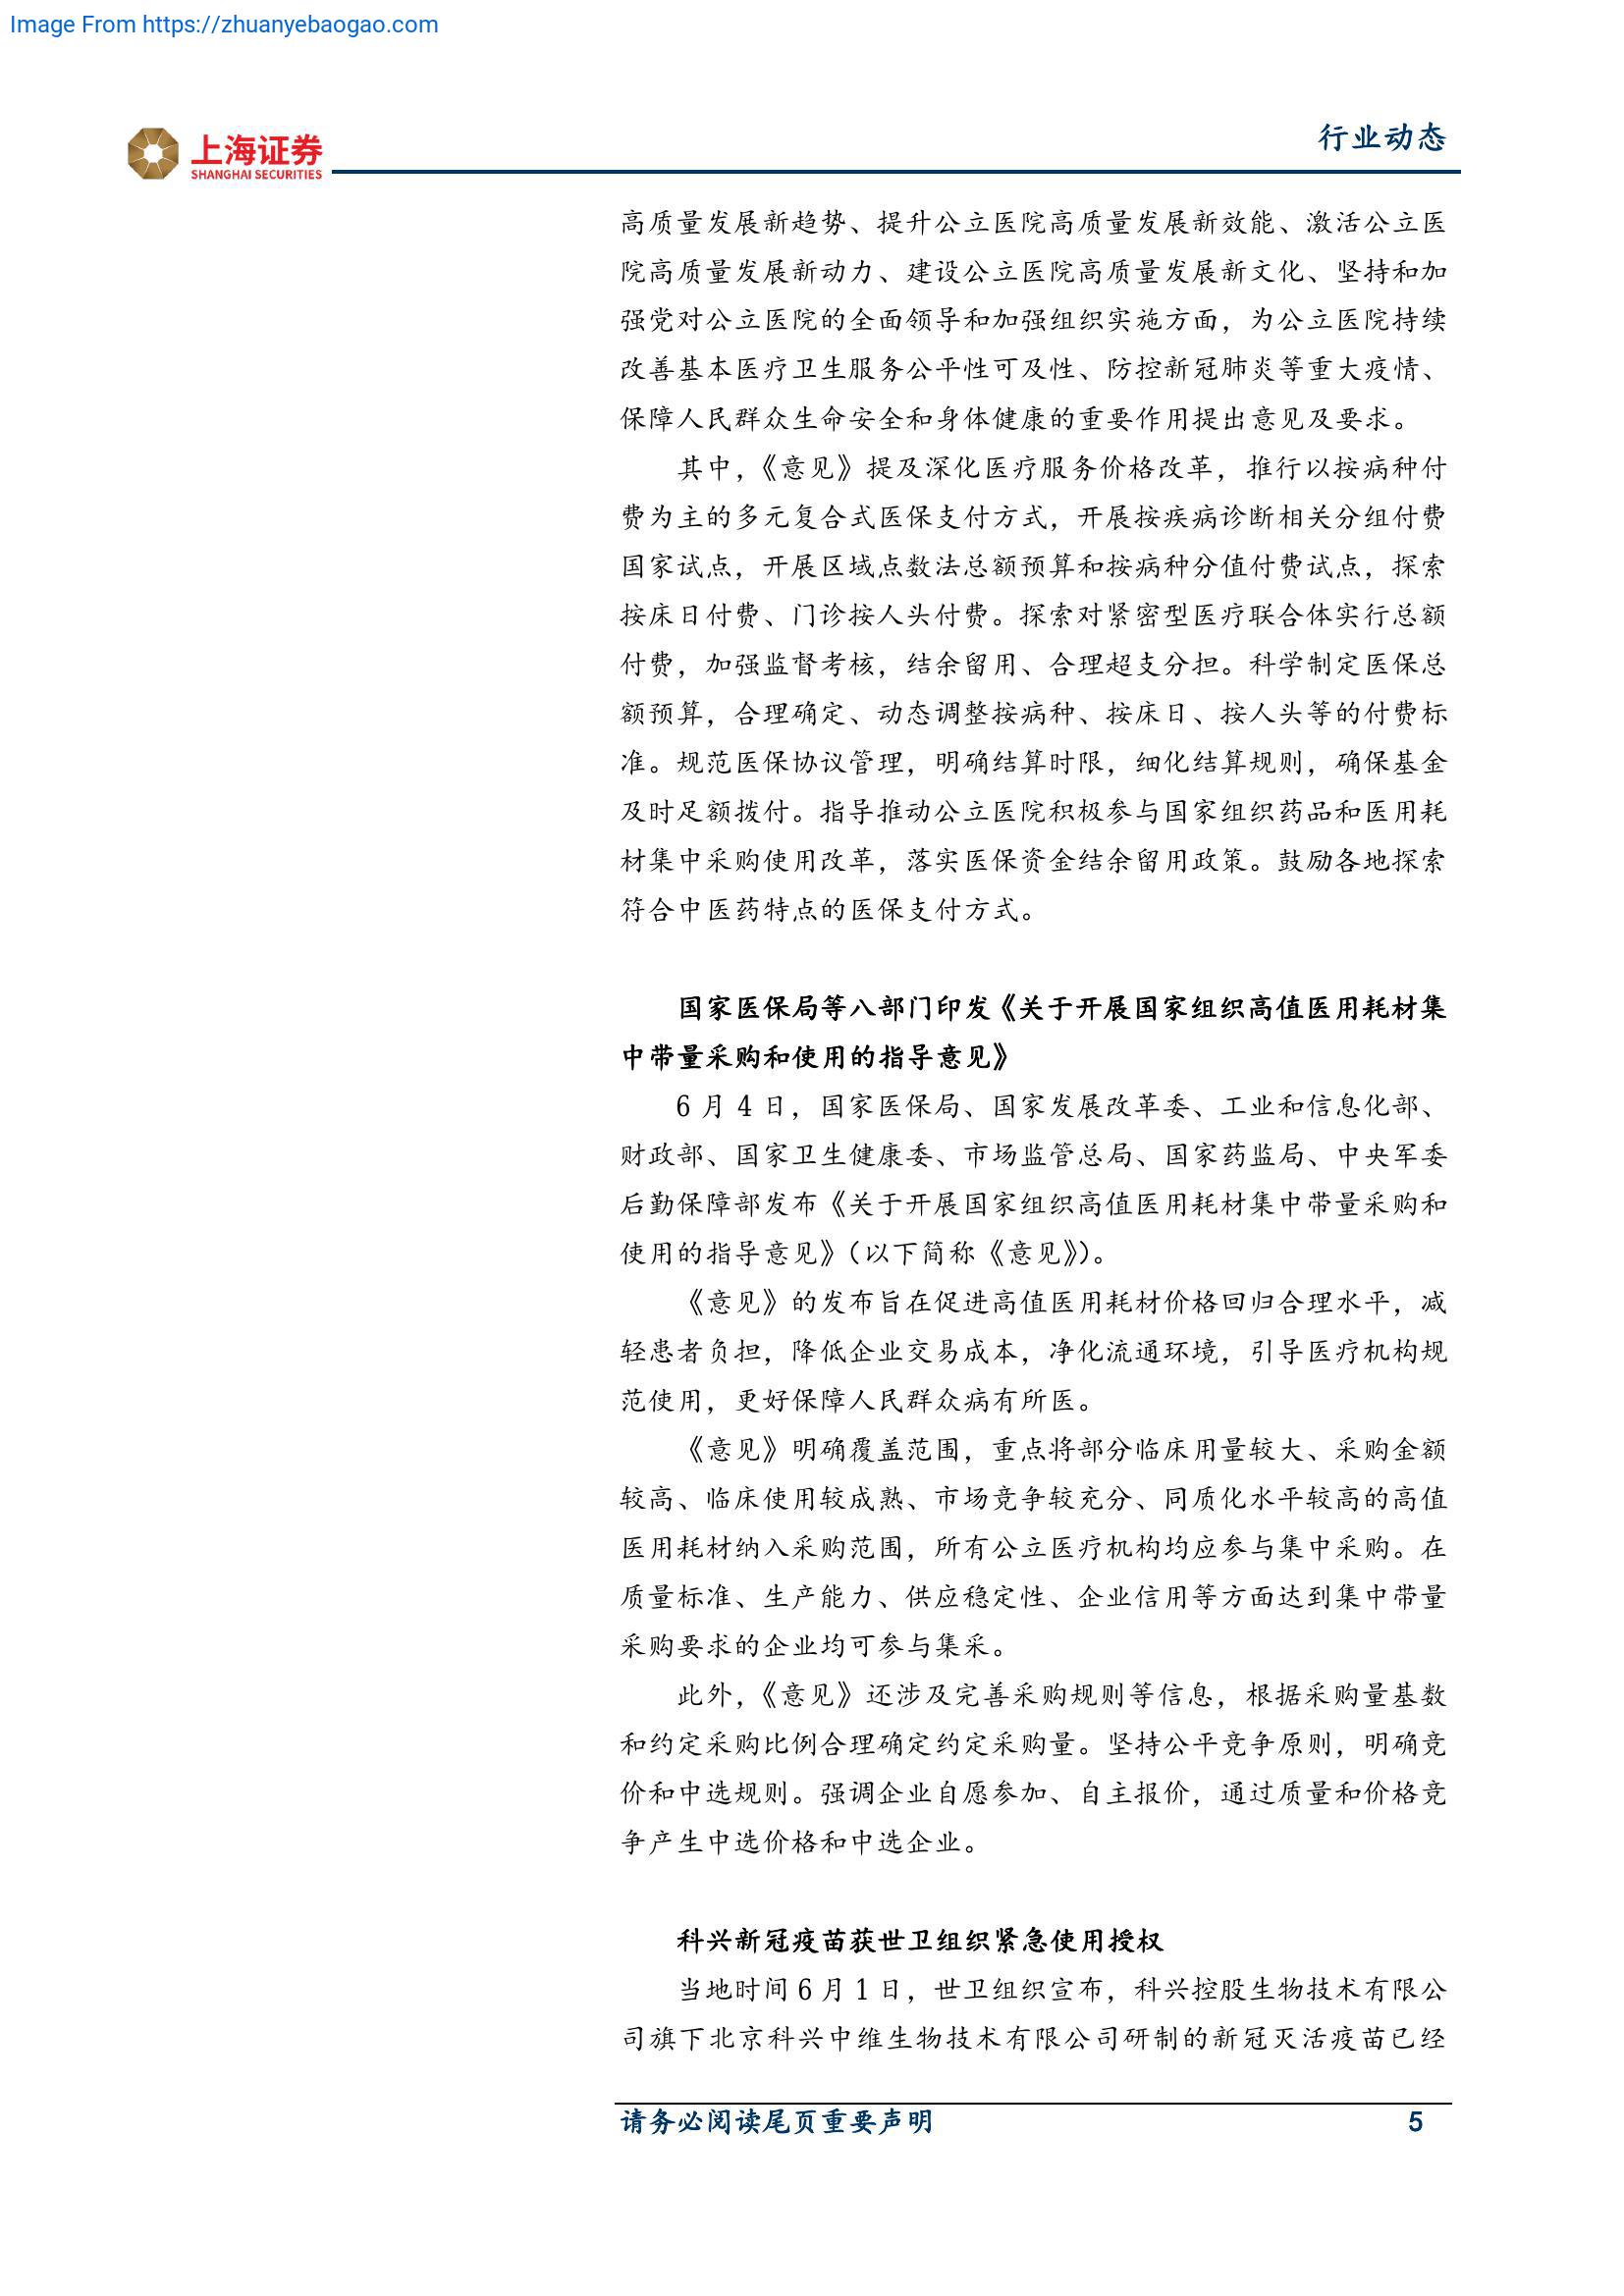 Image From https://zhuanyebaogao.com
上海证券
SHANGHAI SECURITIES
行业动态
高质量发展新趋势、提升公立医院高质量发展新效能、激活公立医
院高质量发展新动力、建设公立医院高质量发展新文化、坚持和加
强党对公立医院的全面领导和加强组织实施方面，为公立医院持续
改善基本医疗卫生服务公平性可及性、防控新冠肺炎等重大疫情、
保障人民群众生命安全和身体健康的重要作用提出意见及要求。
其中，《意见》提及深化医疗服务价格改革，推行以按病种付
费为主的多元复合式医保支付方式，开展按疾病诊断相关分组付费
国家试点，开展区域点数法总额预算和按病种分值付费试点，探索
按床日付费、门诊按人头付费。探索对紧密型医疗联合体实行总额
付费，加强监督考核，结余留用、合理超支分担。科学制定医保总
额预算，合理确定、动态调整按病种、按床日、按人头等的付费标
准。规范医保协议管理，明确结算时限，细化结算规则，确保基金
及时足额拨付。指导推动公立医院积极参与国家组织药品和医用耗
材集中采购使用改革，落实医保资金结余留用政策。鼓励各地探索
符合中医药特点的医保支付方式。
国家医保局等八部门印发《关于开展国家组织高值医用耗材集
中带量采购和使用的指导意见》
6 月 4 日，国家医保局、国家发展改革委、工业和信息化部、
财政部、国家卫生健康委、市场监管总局、国家药监局、中央军委
后勤保障部发布《关于开展国家组织高值医用耗材集中带量采购和
使用的指导意见》（以下简称《意见》）。
《意见》的发布旨在促进高值医用耗材价格回归合理水平，减
轻患者负担，降低企业交易成本，净化流通环境，引导医疗机构规
范使用，更好保障人民群众病有所医。
《意见》明确覆盖范围，重点将部分临床用量较大、采购金额
较高、临床使用较成熟、市场竞争较充分、同质化水平较高的高值
医用耗材纳入采购范围，所有公立医疗机构均应参与集中采购。在
质量标准、生产能力、供应稳定性、企业信用等方面达到集中带量
采购要求的企业均可参与集采。
此外，《意见》还涉及完善采购规则等信息，根据采购量基数
和约定采购比例合理确定约定采购量。坚持公平竞争原则，明确竞
价和中选规则。强调企业自愿参加、自主报价，通过质量和价格竞
争产生中选价格和中选企业。
科兴新冠疫苗获世卫组织紧急使用授权
当地时间 6 月 1 日，世卫组织宣布，科兴控股生物技术有限公
司旗下北京科兴中维生物技术有限公司研制的新冠灭活疫苗已经
请务必阅读尾页重要声明
5